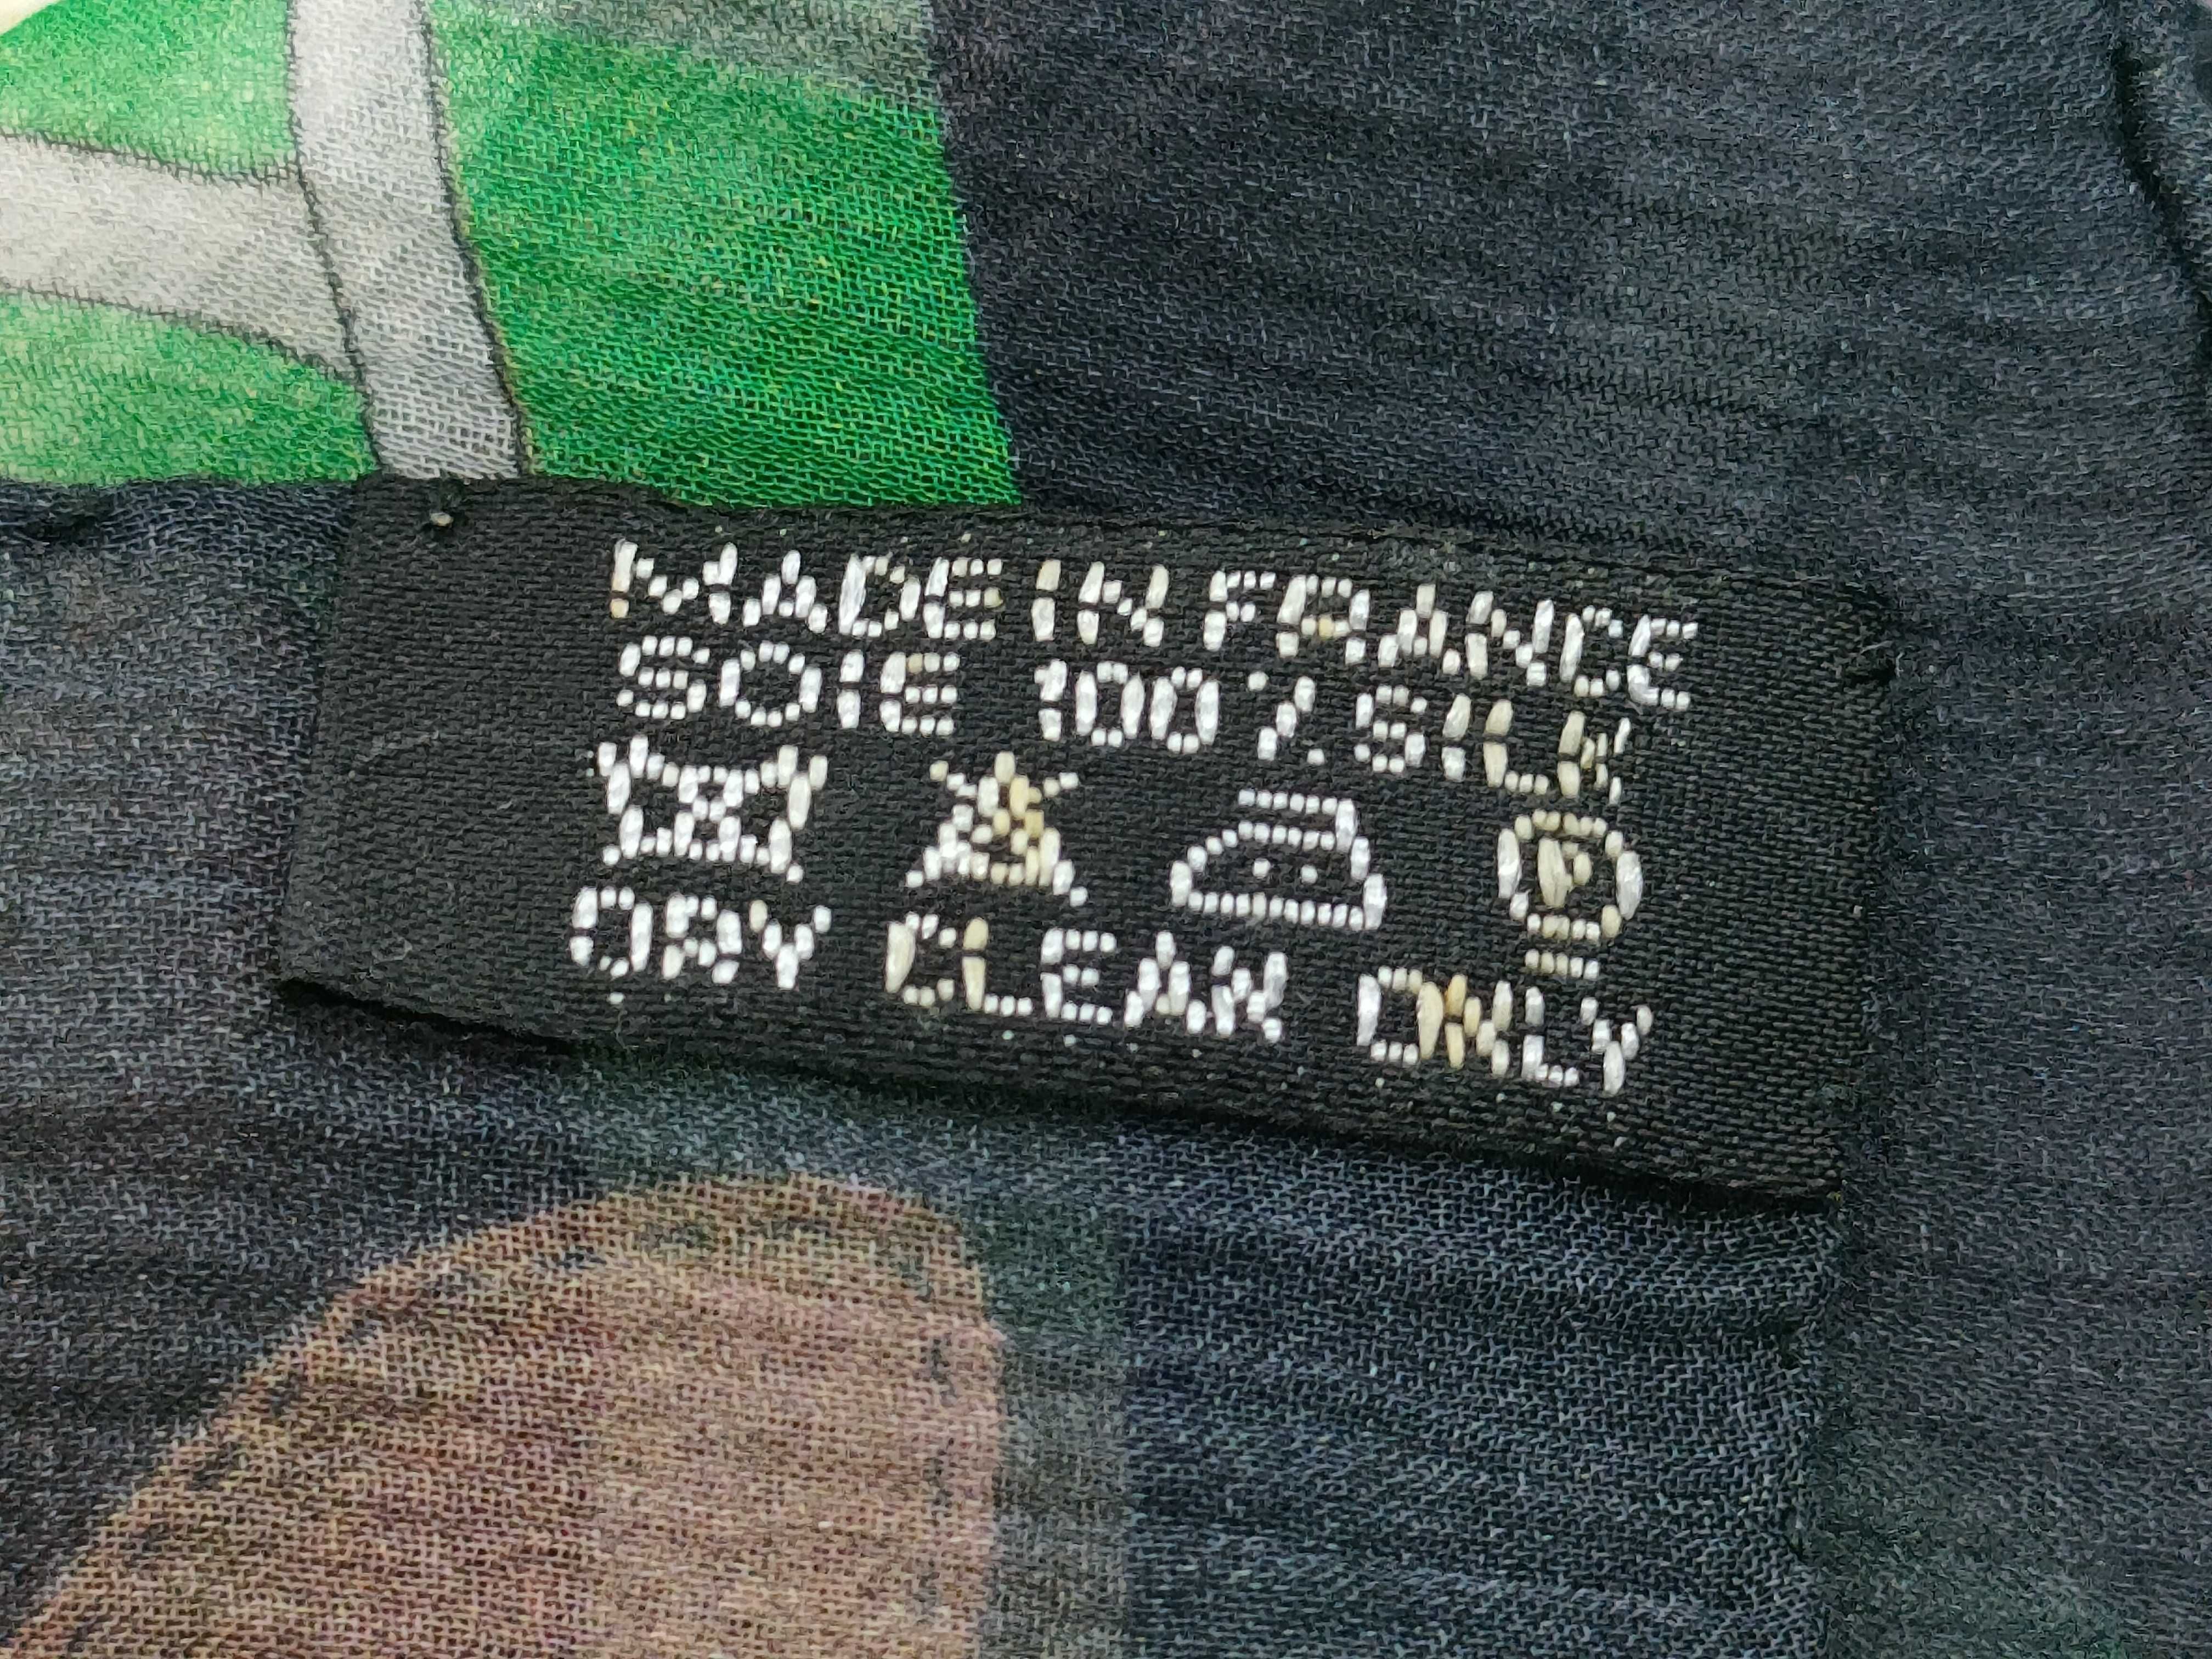 MADE IN FRANCE
SOIE 100% SILK
P
DRY CLEAN ONLY